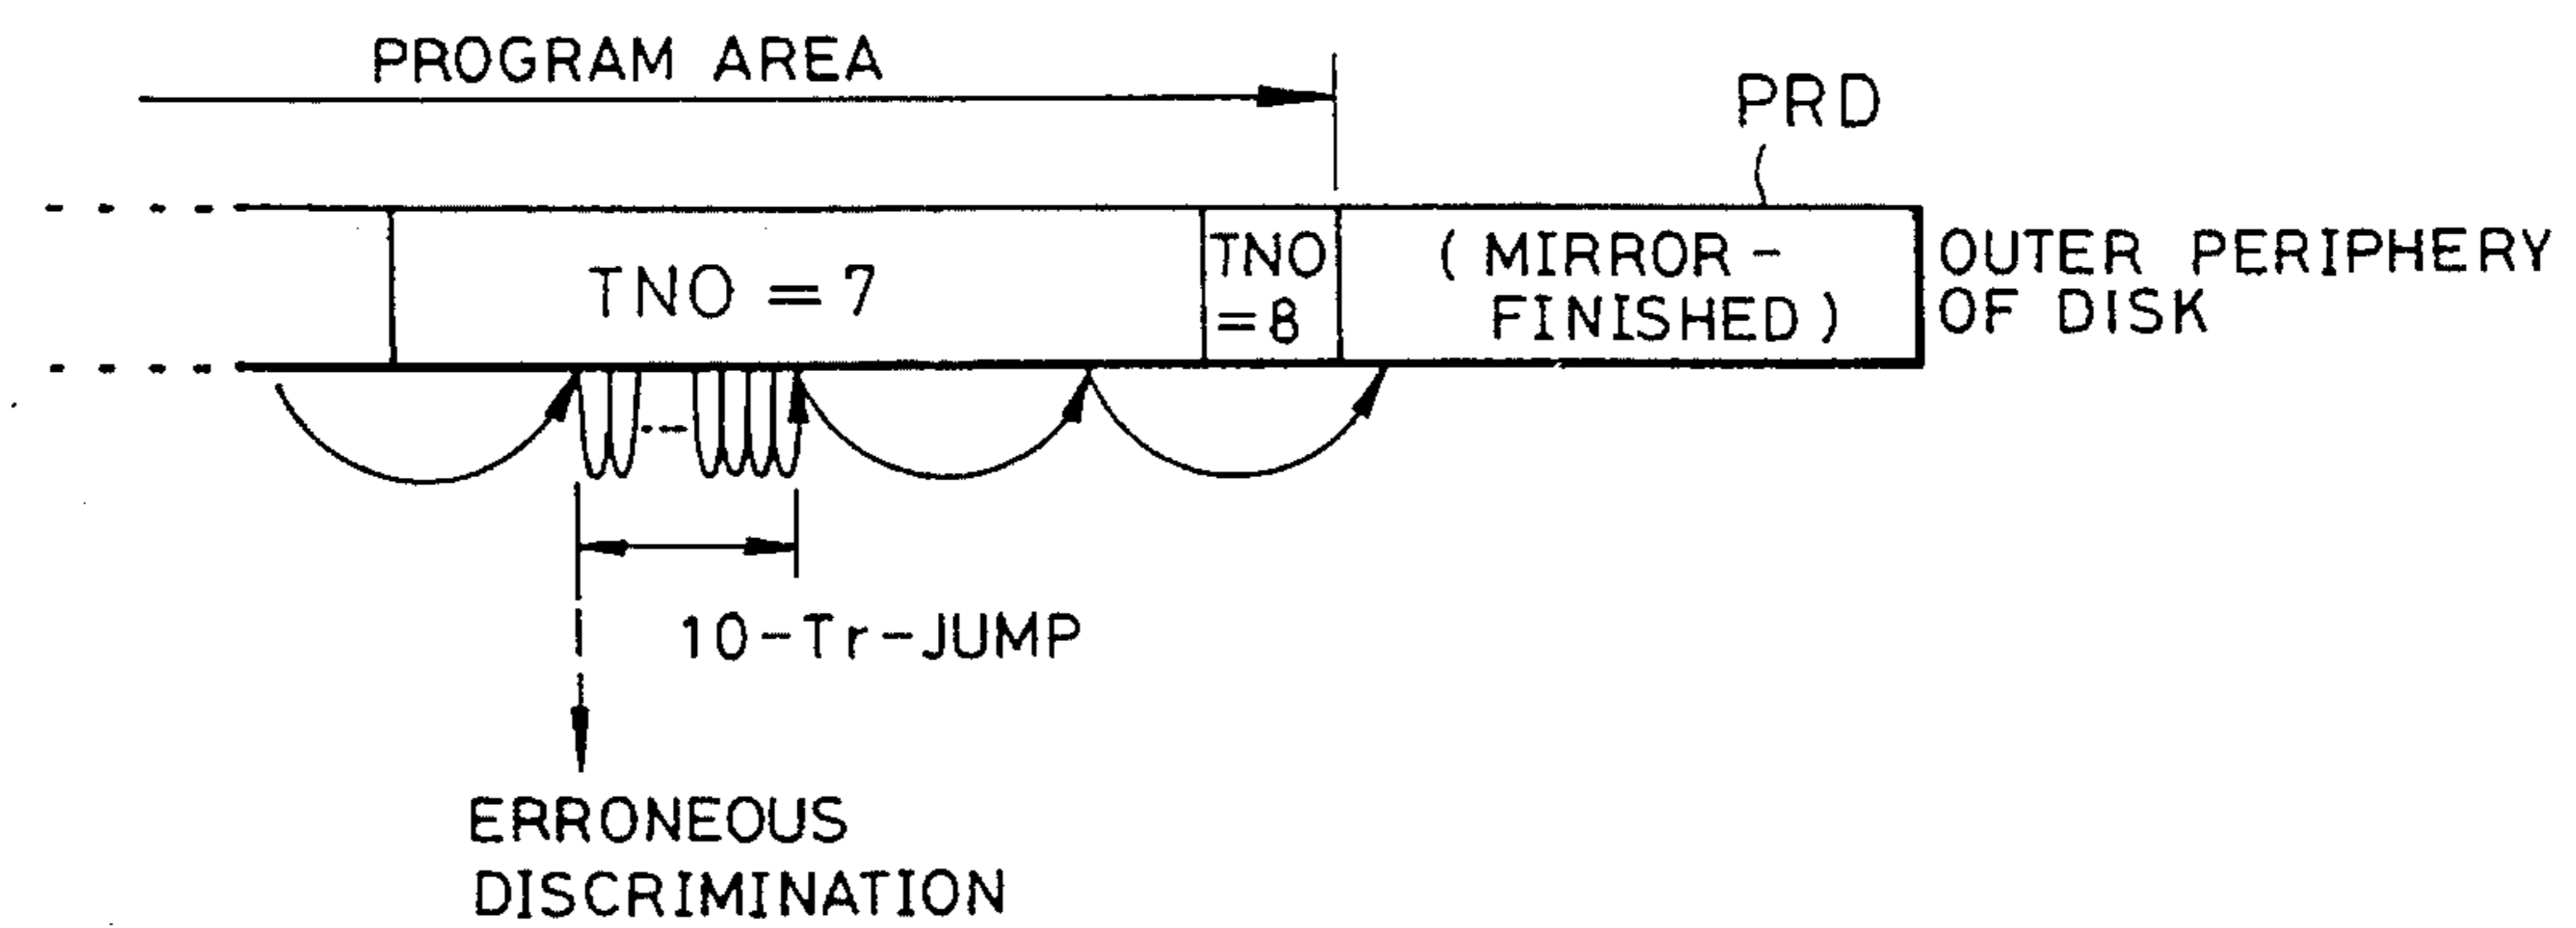 PROGRAM AREA
PRD
TNO = 7
TNO
= 8
( MIRROR -
FINISHED )
OUTER PERIPHERY
OF DISK
10-Tr-JUMP
ERRONEOUS
DISCRIMINATION